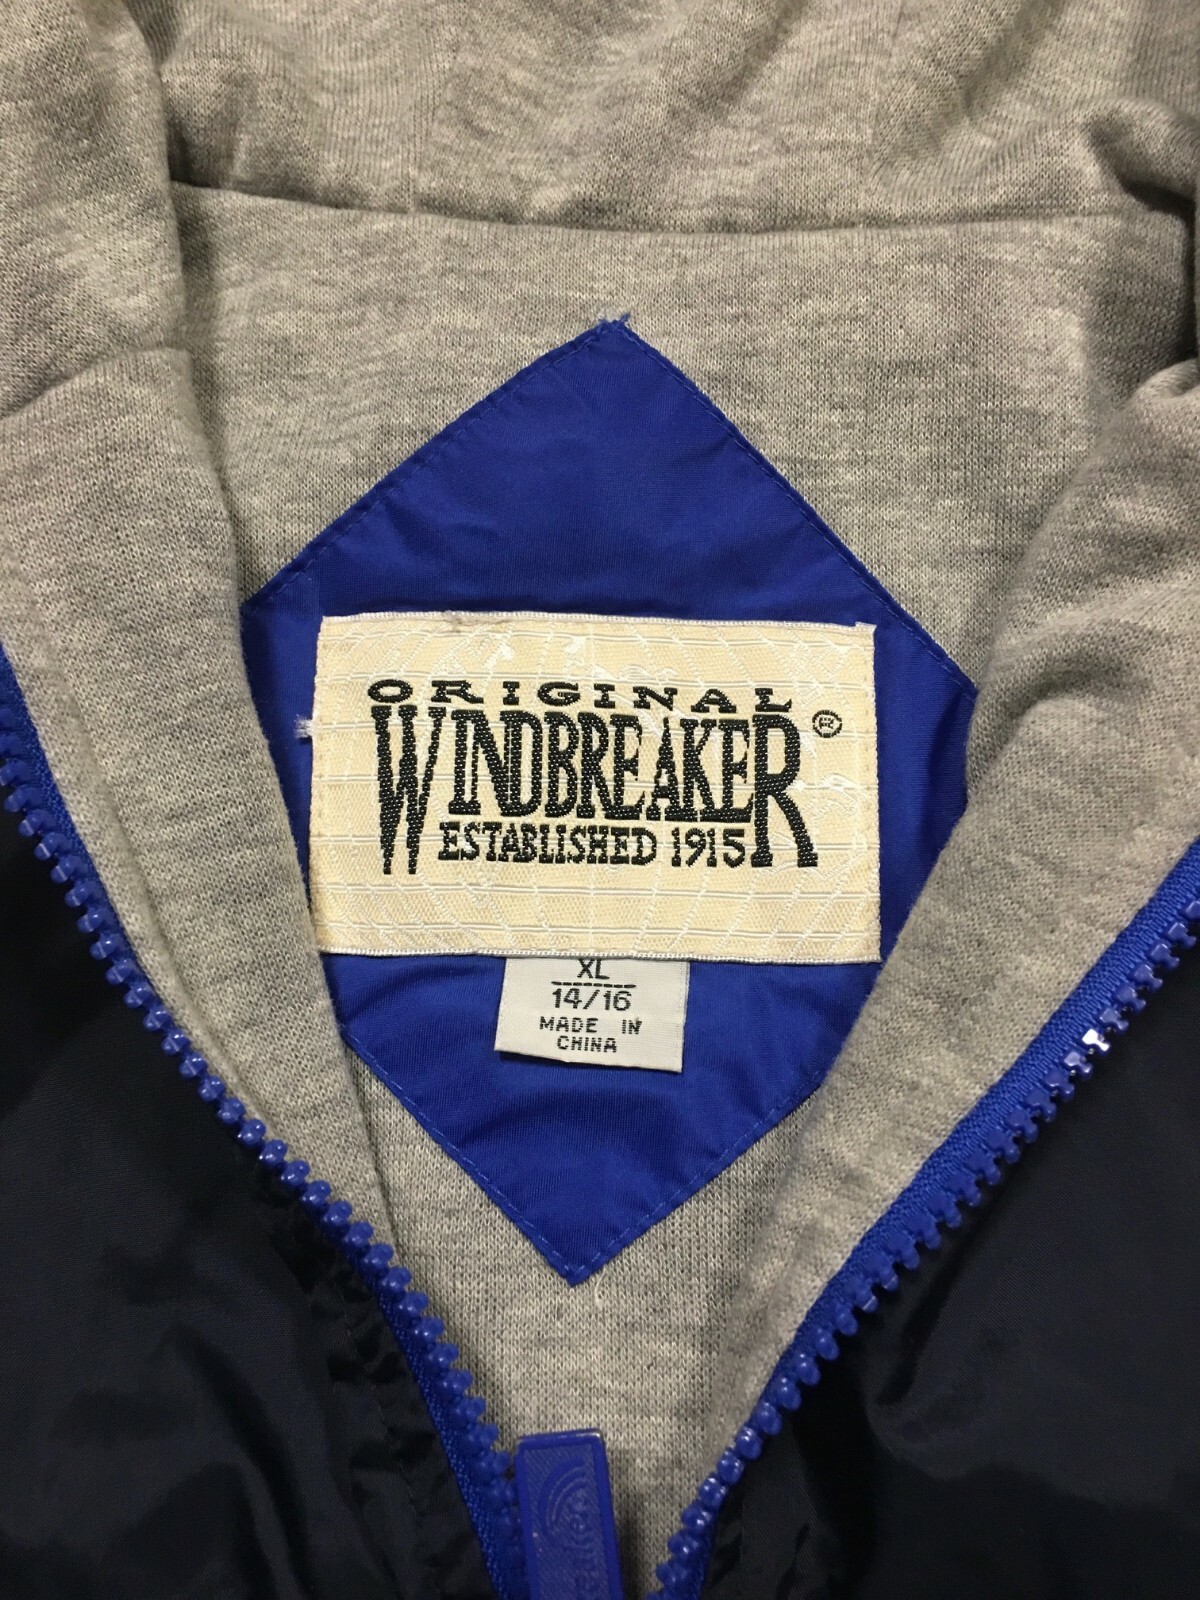 ORIGINAL
WINDBREAKER®
ESTABLISHED 1915
XL
14/16
MADE IN
CHINA